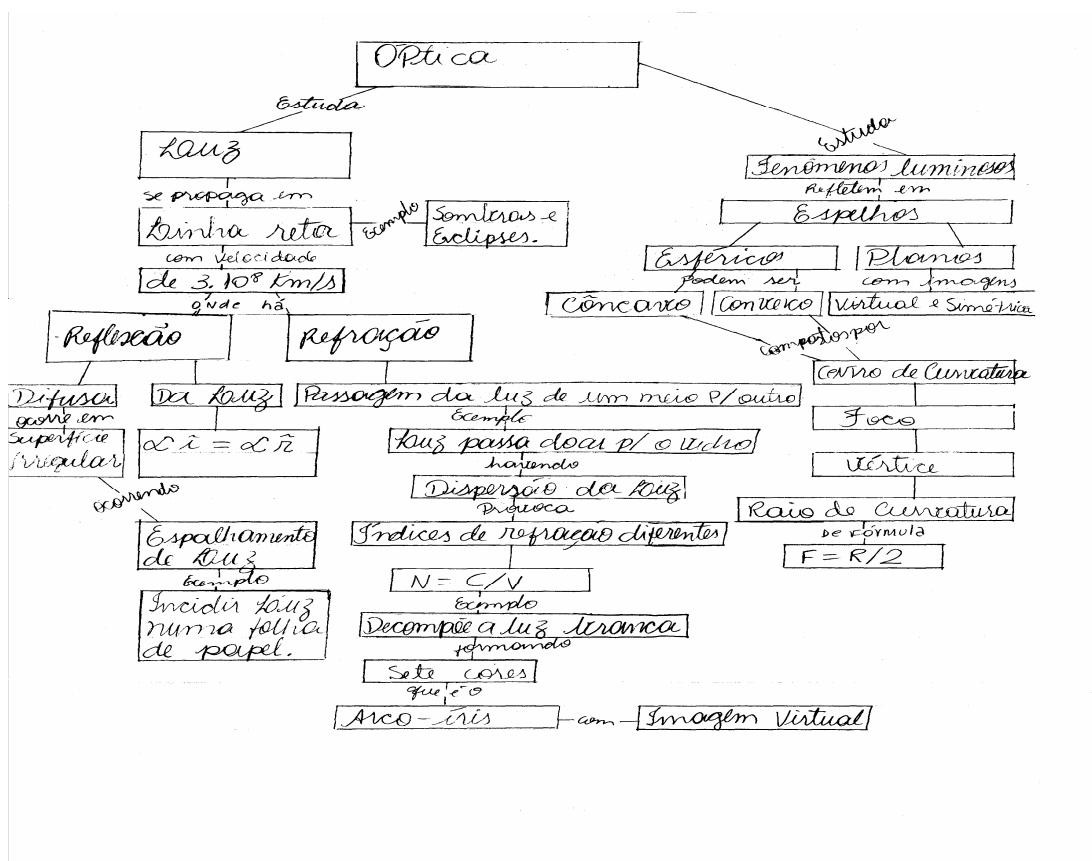 Óptica
Estuda
Luz
se propaga em
Linha reta
Exemplo
Sombras e
Eclipses.
com velocidade
de 3.10⁸ Km/s
onde há
Reflexão
Refração
Difusa
ocorre em
Superfície
irregular
Da Luz
∝ î = ∝ r̂
ocorrendo
Espalhamento
de Luz
Exemplo
Incidir Luz
numa folha
de papel.
Passagem da luz de um meio p/ outro
Exemplo
Luz passa do ar p/ o vidro
havendo
Dispersão da Luz
Provoca
Índices de refração diferentes
N = C/V
Exemplo
Decompõe a luz branca
formando
Sete cores
que é o
Arco-íris
com
Imagem Virtual
Estuda
Fenômenos luminosos
Refletem em
Espelhos
Esféricos
podem ser
Côncavo
Convexo
Planos
com imagens
Virtual e Simétrica
compostos por
Centro de Curvatura
Foco
Vértice
Raio de Curvatura
De Fórmula
F = R/2